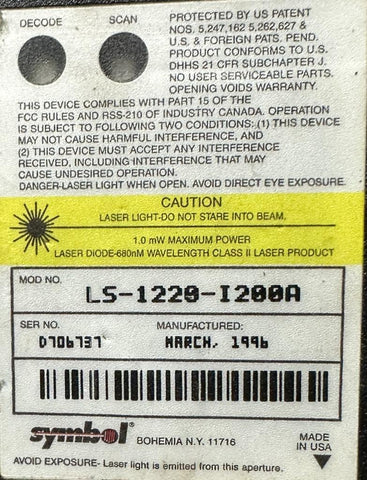 DECODE SCAN
PROTECTED BY US PATENT
NOS. 5,247,162 5,262,627 &
U.S. & FOREIGN PATS. PEND.
PRODUCT CONFORMS TO U.S.
DHHS 21 CFR SUBCHAPTER J.
NO USER SERVICEABLE PARTS.
OPENING VOIDS WARRANTY.
THIS DEVICE COMPLIES WITH PART 15 OF THE
FCC RULES AND RSS-210 OF INDUSTRY CANADA. OPERATION
IS SUBJECT TO FOLLOWING TWO CONDITIONS: (1) THIS DEVICE
MAY NOT CAUSE HARMFUL INTERFERENCE, AND
(2) THIS DEVICE MUST ACCEPT ANY INTERFERENCE
RECEIVED, INCLUDING INTERFERENCE THAT MAY
CAUSE UNDESIRED OPERATION.
DANGER-LASER LIGHT WHEN OPEN. AVOID DIRECT EYE EXPOSURE.
CAUTION
LASER LIGHT-DO NOT STARE INTO BEAM.
1.0 mW MAXIMUM POWER
LASER DIODE-680nM WAVELENGTH CLASS II LASER PRODUCT
MOD NO. LS-1220-I200A
SER NO. MANUFACTURED:
D706737 MARCH, 1996
symbol BOHEMIA N.Y. 11716
MADE
IN USA
AVOID EXPOSURE- Laser light is emitted from this aperture.